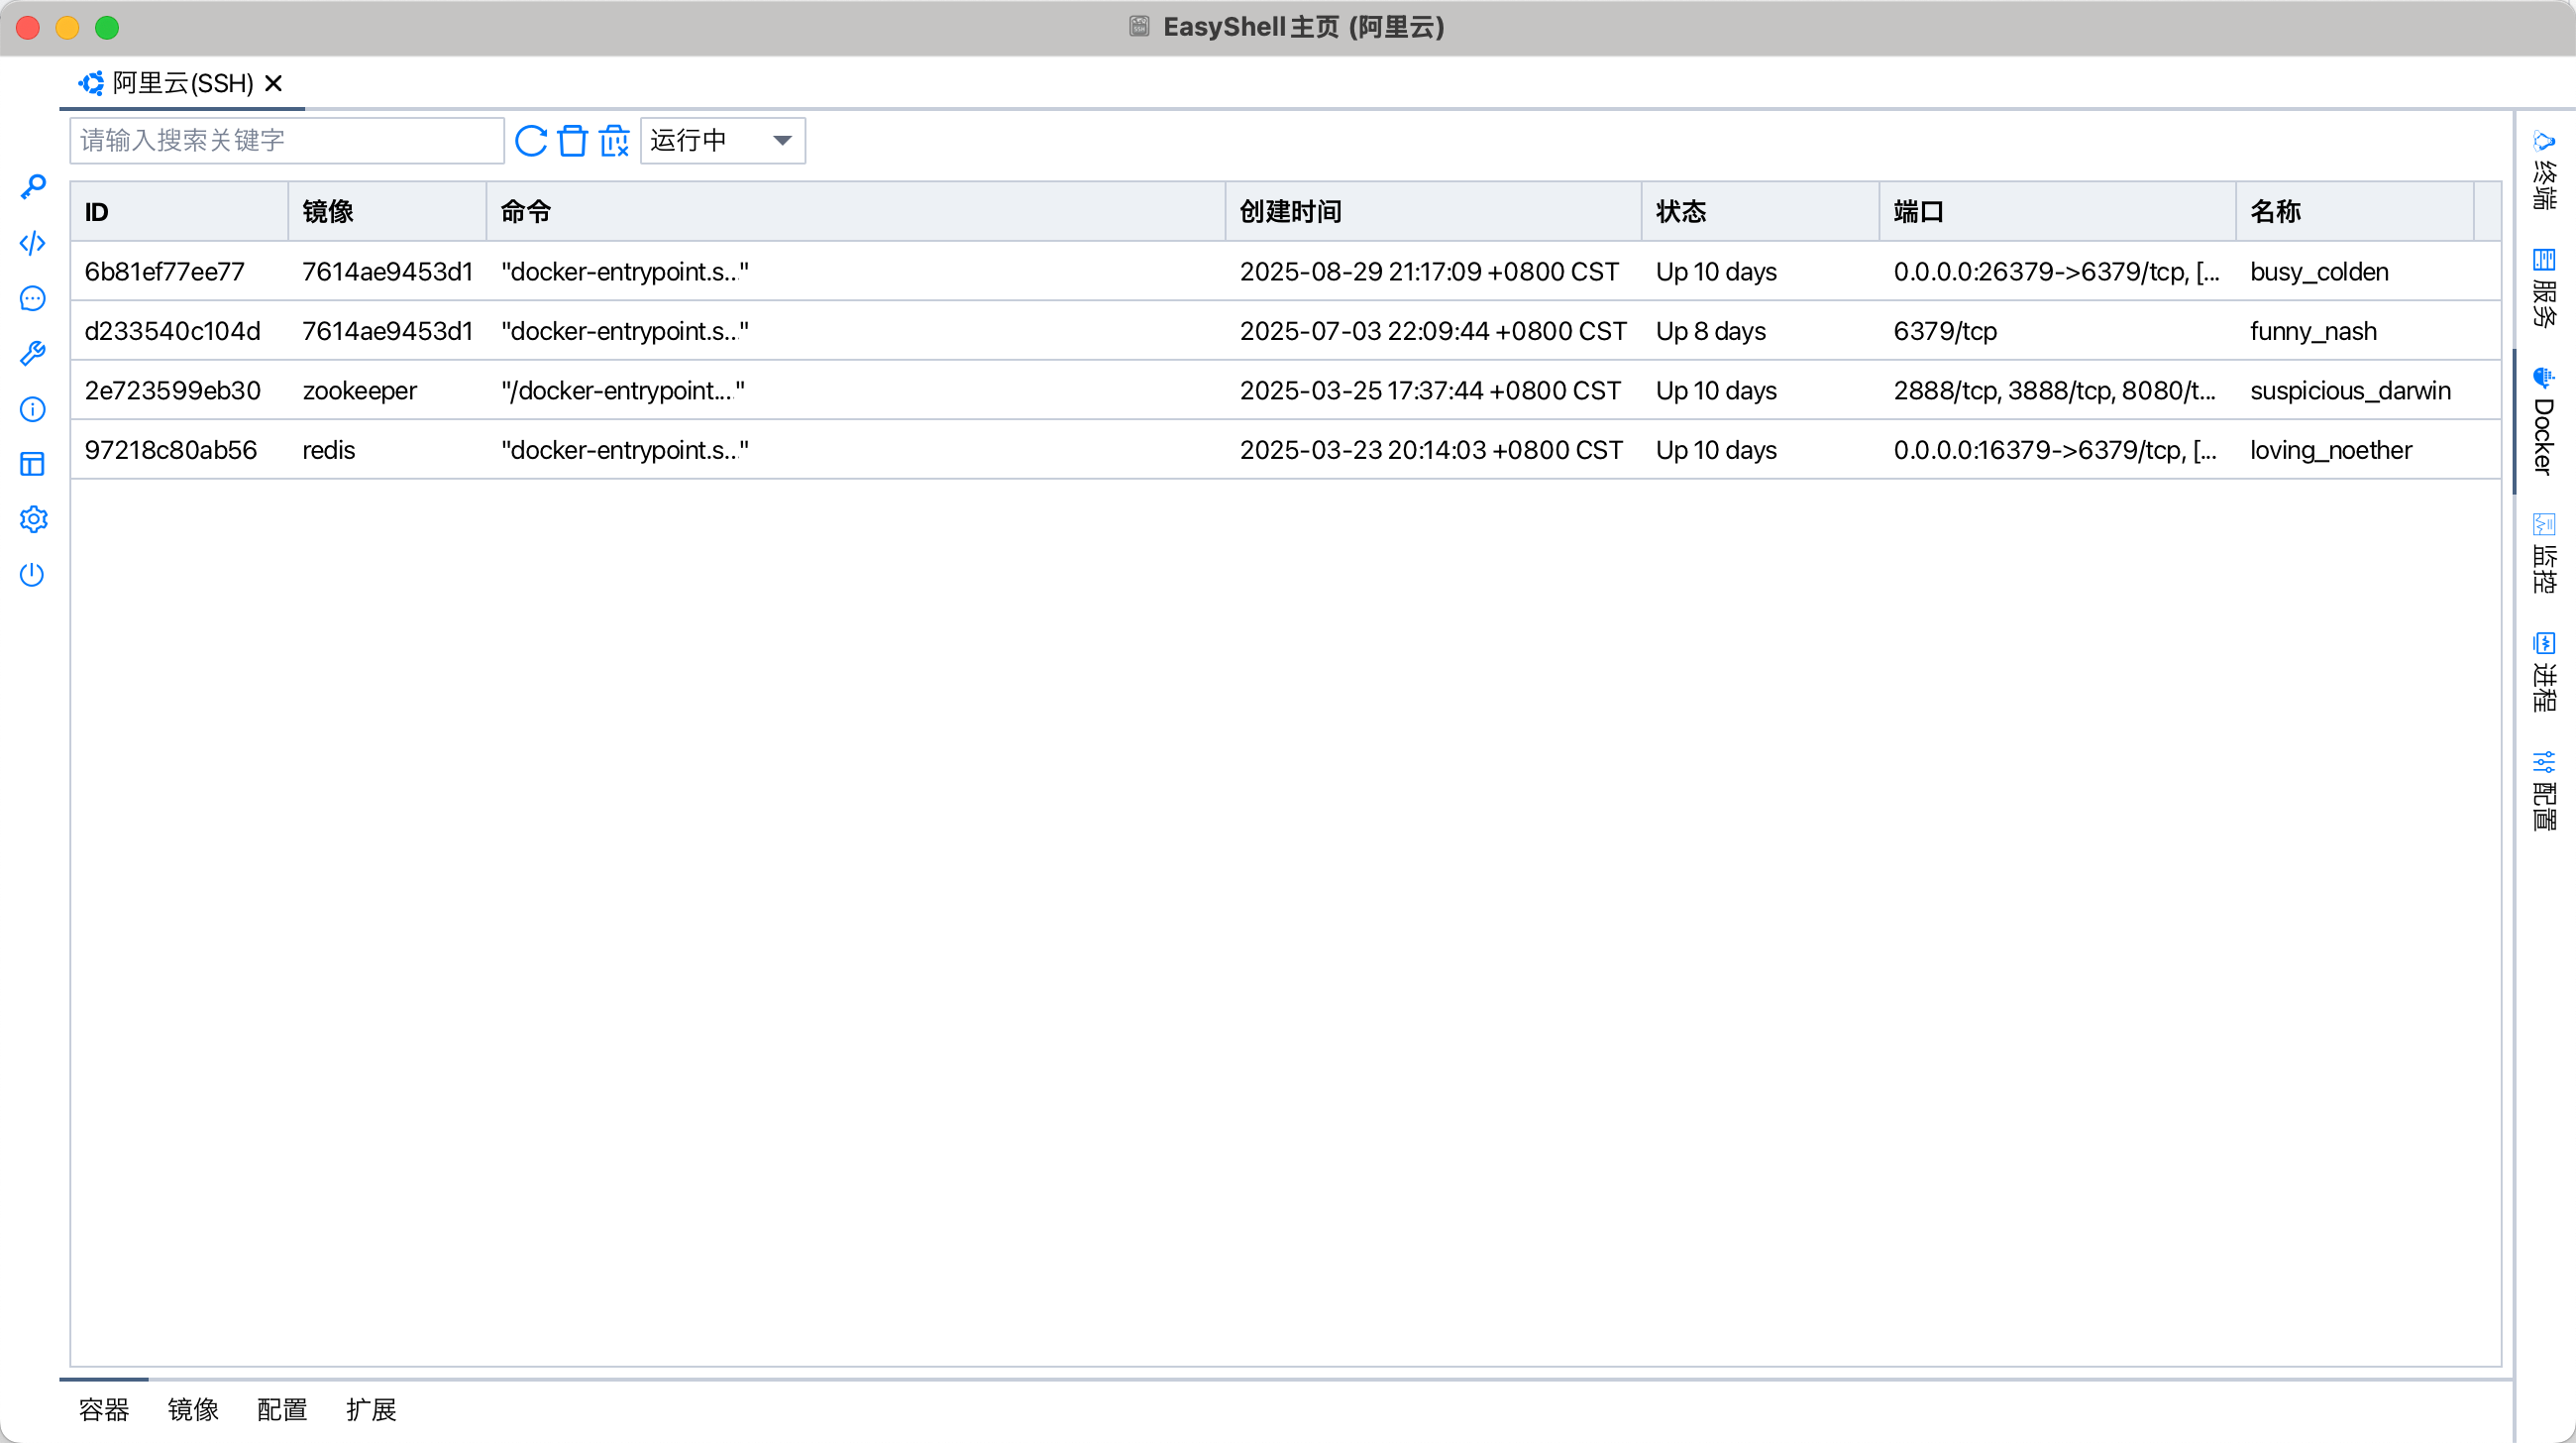 EasyShell主页 (阿里云)
阿里云(SSH)
请输入搜索关键字 运行中
ID 镜像 命令 创建时间 状态 端口 名称
6b81ef77ee77 7614ae9453d1 "docker-entrypoint.s…" 2025-08-29 21:17:09 +0800 CST Up 10 days 0.0.0.0:26379->6379/tcp, [... busy_colden
d233540c104d 7614ae9453d1 "docker-entrypoint.s…" 2025-07-03 22:09:44 +0800 CST Up 8 days 6379/tcp funny_nash
2e723599eb30 zookeeper "/docker-entrypoint.…" 2025-03-25 17:37:44 +0800 CST Up 10 days 2888/tcp, 3888/tcp, 8080/t... suspicious_darwin
97218c80ab56 redis "docker-entrypoint.s…" 2025-03-23 20:14:03 +0800 CST Up 10 days 0.0.0.0:16379->6379/tcp, [... loving_noether
终端
服务
Docker
监控
进程
配置
容器 镜像 配置 扩展